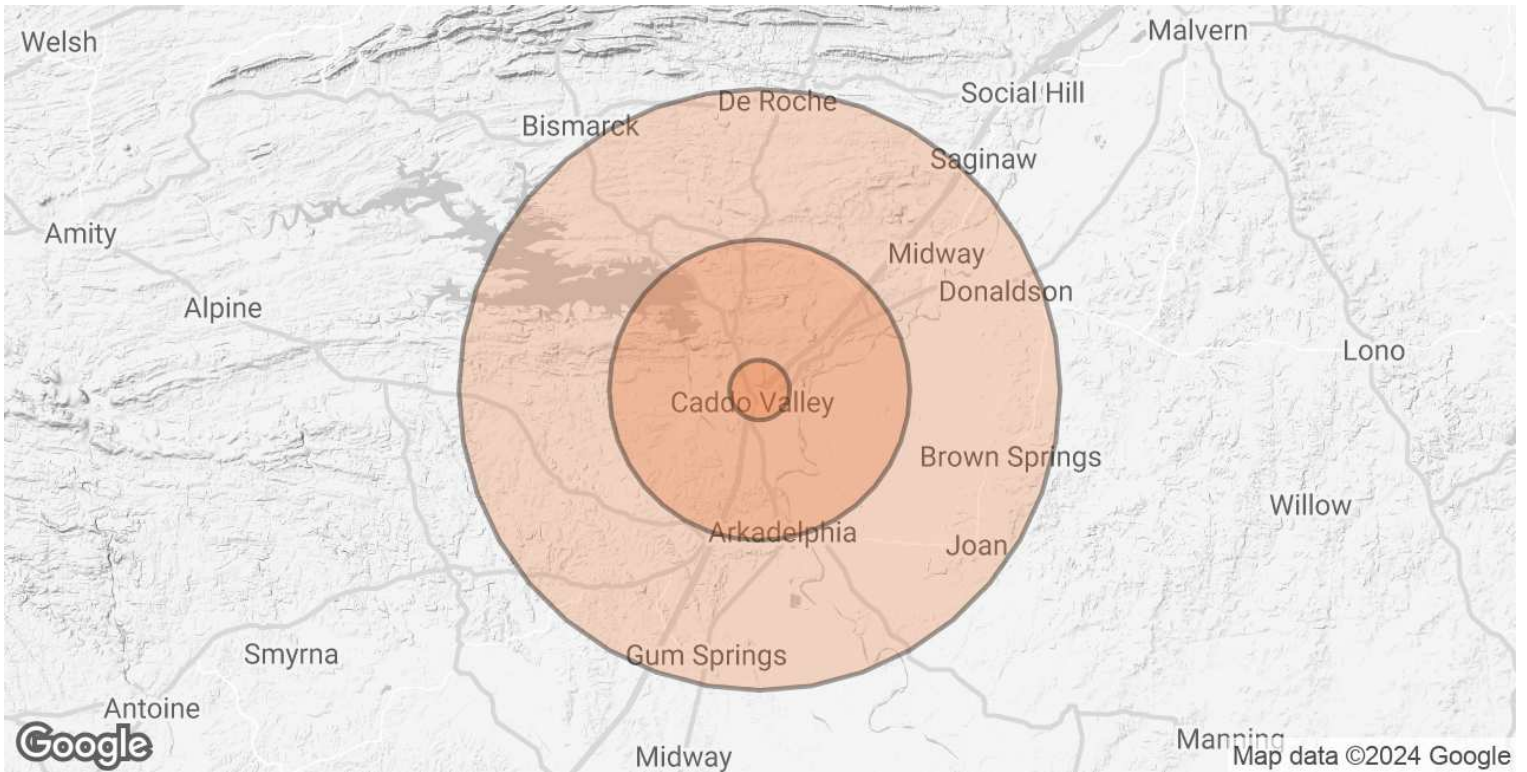 Malvern
Welsh
Social Hill
De Roche
Bismarck
Saginaw
Amity
Midway
Donaldson
Alpine
Lono
Caddo Valley
Brown Springs
Willow
Arkadelphia
Joan
Smyrna
Gum Springs
Antoine
Manning
Google
Midway
Map data ©2024 Google